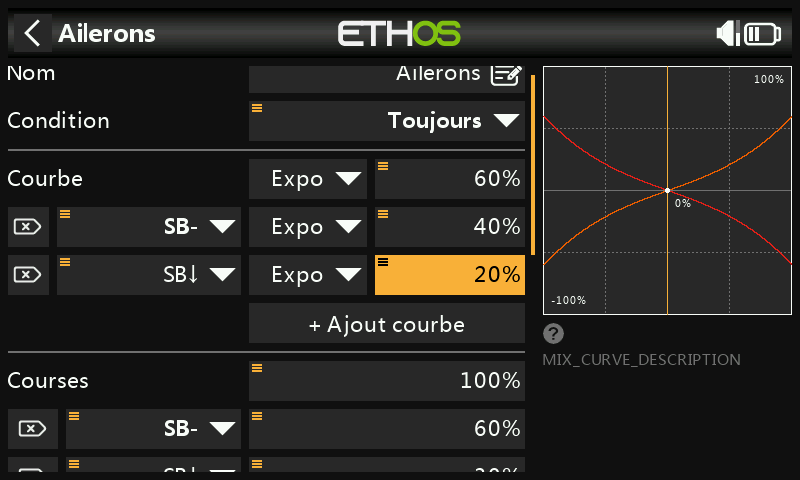 Ailerons
ETHOS
Nom Ailerons
Condition Toujours
Courbe Expo 60%
SB- Expo 40%
SB↓ Expo 20%
+ Ajout courbe
Courses 100%
SB- 60%
100%
0%
-100%
?
MIX_CURVE_DESCRIPTION